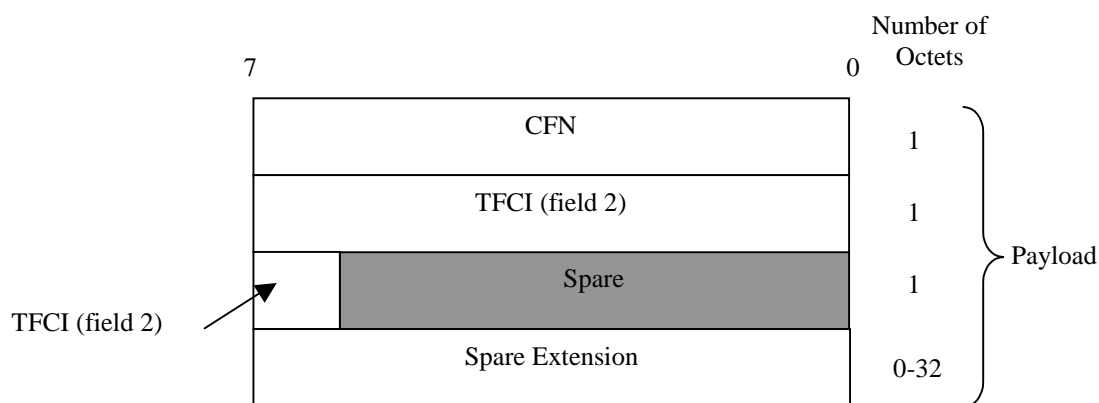 Number of
Octets
7
0
CFN
1
TFCI (field 2)
1
Spare
1
Payload
TFCI (field 2)
Spare Extension
0-32